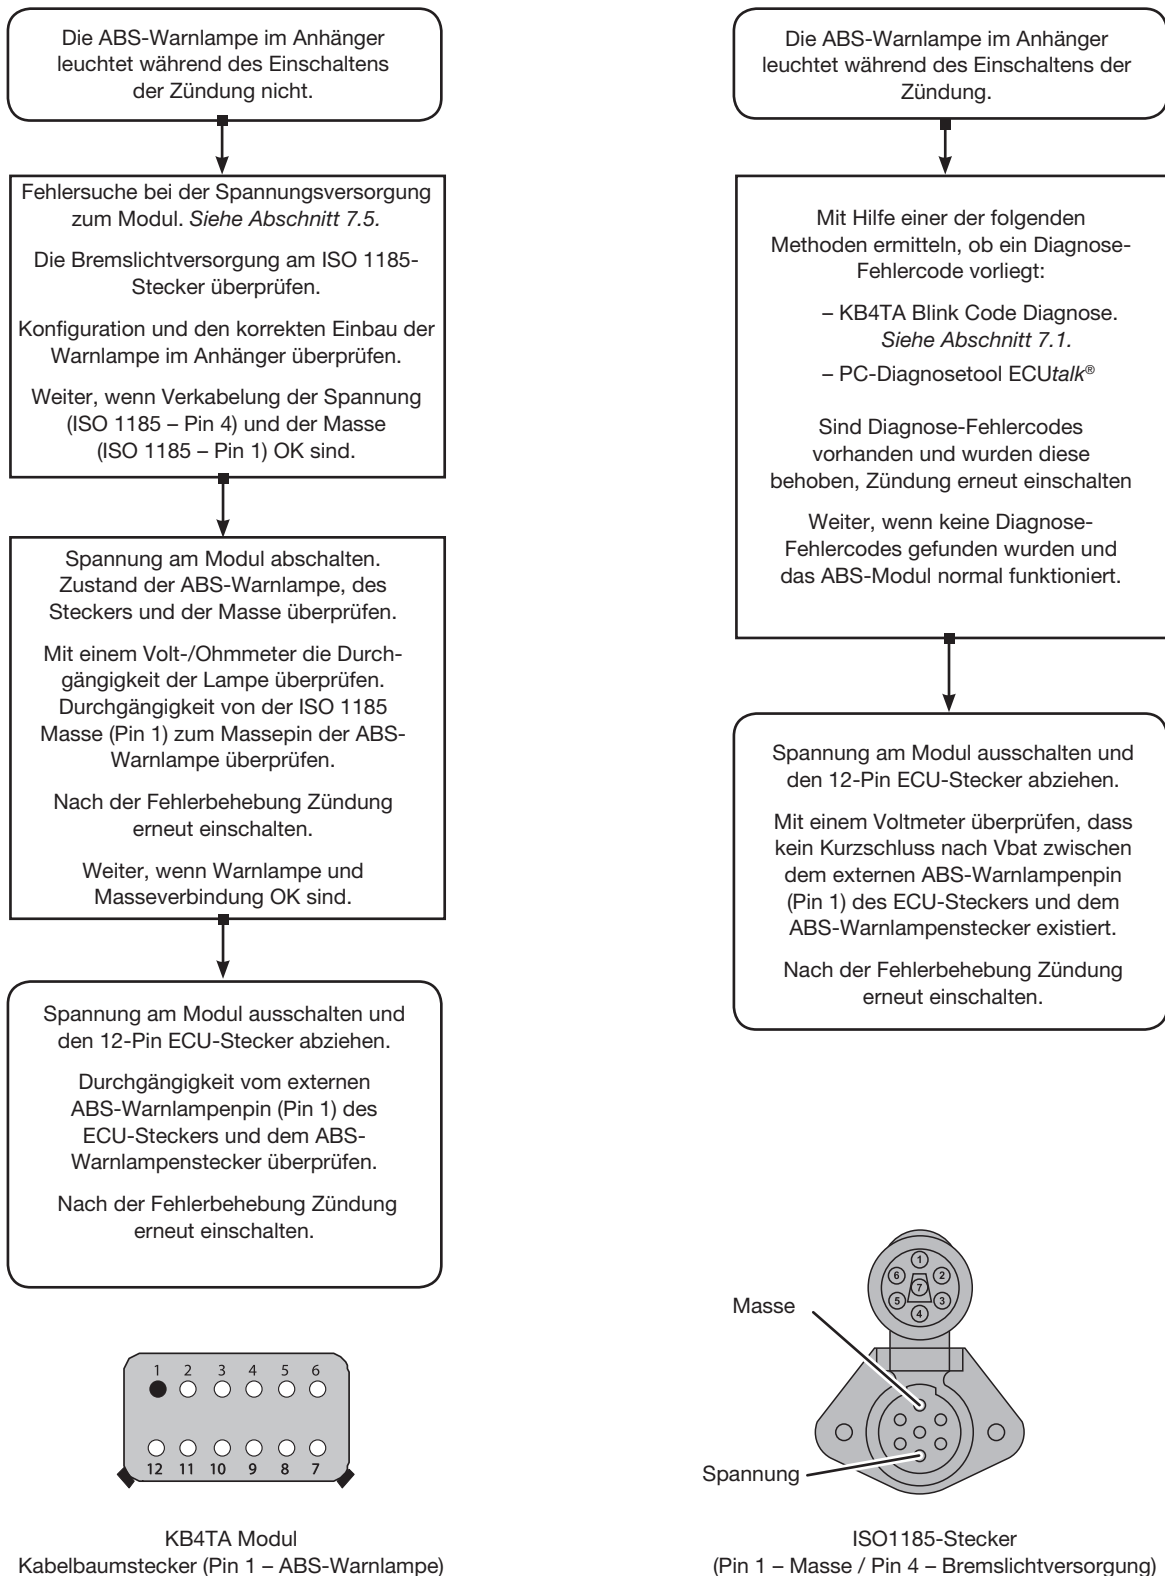 Die ABS-Warnlampe im Anhänger
leuchtet während des Einschaltens
der Zündung nicht.
Fehlersuche bei der Spannungsversorgung
zum Modul. Siehe Abschnitt 7.5.
Die Bremslichtversorgung am ISO 1185-
Stecker überprüfen.
Konfiguration und den korrekten Einbau der
Warnlampe im Anhänger überprüfen.
Weiter, wenn Verkabelung der Spannung
(ISO 1185 – Pin 4) und der Masse
(ISO 1185 – Pin 1) OK sind.
Spannung am Modul abschalten.
Zustand der ABS-Warnlampe, des
Steckers und der Masse überprüfen.
Mit einem Volt-/Ohmmeter die Durch-
gängigkeit der Lampe überprüfen.
Durchgängigkeit von der ISO 1185
Masse (Pin 1) zum Massepin der ABS-
Warnlampe überprüfen.
Nach der Fehlerbehebung Zündung
erneut einschalten.
Weiter, wenn Warnlampe und
Masseverbindung OK sind.
Spannung am Modul ausschalten und
den 12-Pin ECU-Stecker abziehen.
Durchgängigkeit vom externen
ABS-Warnlampenpin (Pin 1) des
ECU-Steckers und dem ABS-
Warnlampenstecker überprüfen.
Nach der Fehlerbehebung Zündung
erneut einschalten.
1 2 3 4 5 6
12 11 10 9 8 7
KB4TA Modul
Kabelbaumstecker (Pin 1 – ABS-Warnlampe)
Die ABS-Warnlampe im Anhänger
leuchtet während des Einschaltens der
Zündung.
Mit Hilfe einer der folgenden
Methoden ermitteln, ob ein Diagnose-
Fehlercode vorliegt:
– KB4TA Blink Code Diagnose.
Siehe Abschnitt 7.1.
– PC-Diagnosetool ECUtalk®
Sind Diagnose-Fehlercodes
vorhanden und wurden diese
behoben, Zündung erneut einschalten
Weiter, wenn keine Diagnose-
Fehlercodes gefunden wurden und
das ABS-Modul normal funktioniert.
Spannung am Modul ausschalten und
den 12-Pin ECU-Stecker abziehen.
Mit einem Voltmeter überprüfen, dass
kein Kurzschluss nach Vbat zwischen
dem externen ABS-Warnlampenpin
(Pin 1) des ECU-Steckers und dem
ABS-Warnlampenstecker existiert.
Nach der Fehlerbehebung Zündung
erneut einschalten.
1
6 2
7
5 3
4
Masse
Spannung
ISO1185-Stecker
(Pin 1 – Masse / Pin 4 – Bremslichtversorgung)